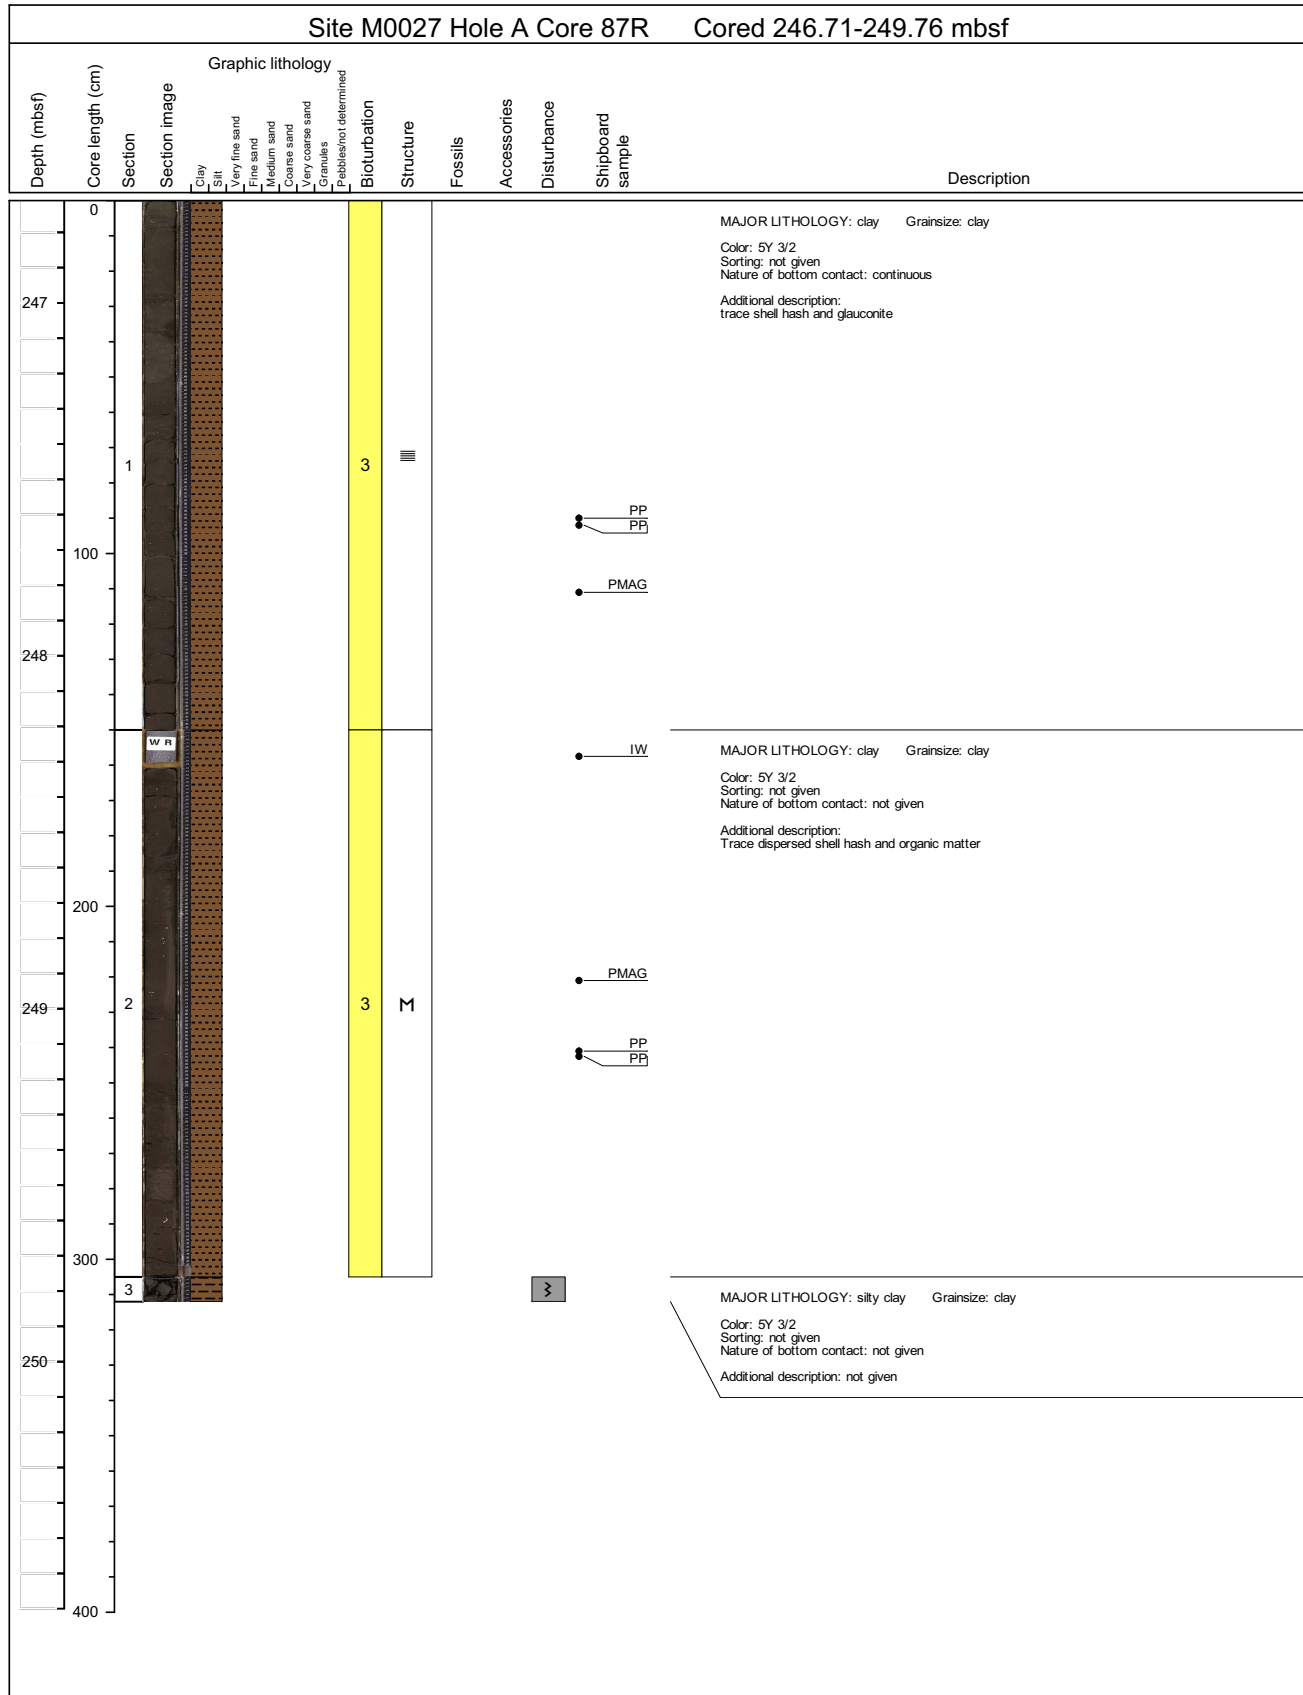 Site M0027 Hole A Core 87R Cored 246.71-249.76 mbsf
Graphic lithology
Depth (mbsf)
Core length (cm)
Section
Section image
Clay
Silt
Very fine sand
Fine sand
Medium sand
Coarse sand
Very coarse sand
Granules
Pebbles/not determined
Bioturbation
Structure
Fossils
Accessories
Disturbance
Shipboard
sample
Description
0
MAJOR LITHOLOGY: clay Grainsize: clay
Color: 5Y 3/2
Sorting: not given
Nature of bottom contact: continuous
Additional description:
trace shell hash and glauconite
247
1
3
PP
PP
100
PMAG
248
W R
IW
MAJOR LITHOLOGY: clay Grainsize: clay
Color: 5Y 3/2
Sorting: not given
Nature of bottom contact: not given
Additional description:
Trace dispersed shell hash and organic matter
200
PMAG
249
2
3
M
PP
PP
300
3
MAJOR LITHOLOGY: silty clay Grainsize: clay
Color: 5Y 3/2
Sorting: not given
Nature of bottom contact: not given
250
Additional description: not given
400